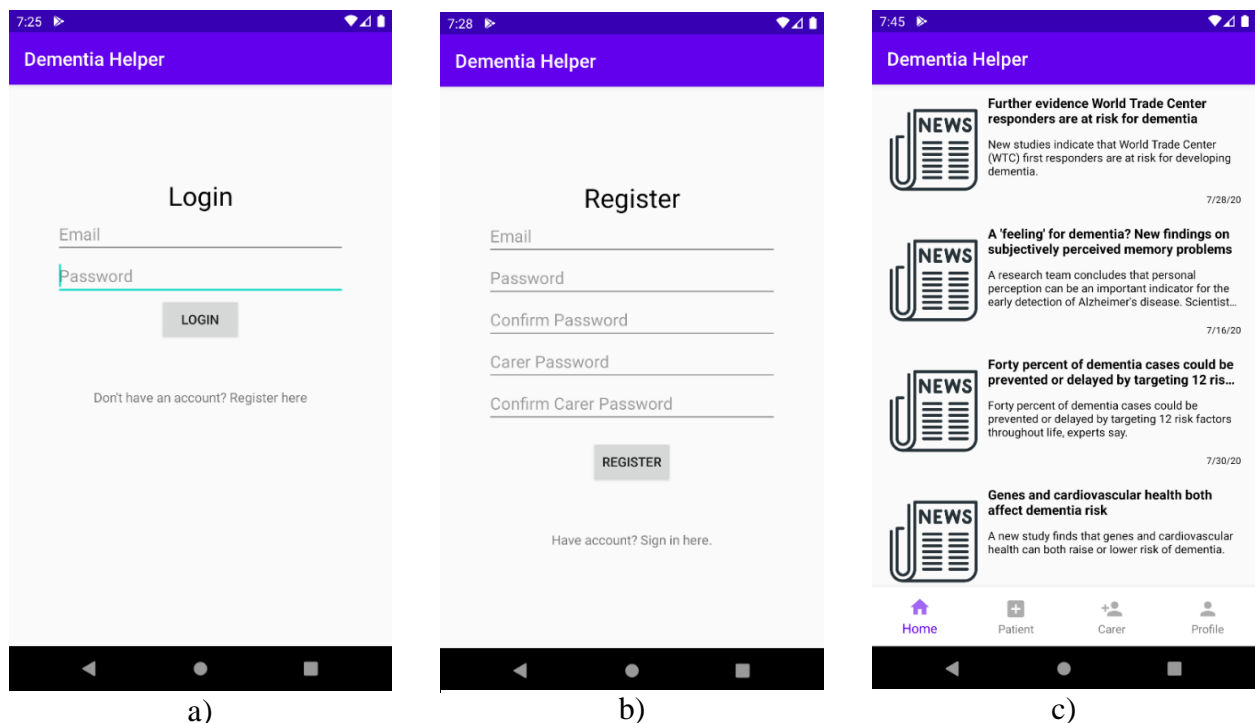 7:25
Dementia Helper
Login
Email
Password
LOGIN
Don't have an account? Register here
a)
7:28
Dementia Helper
Register
Email
Password
Confirm Password
Carer Password
Confirm Carer Password
REGISTER
Have account? Sign in here.
b)
7:45
Dementia Helper
NEWS
Further evidence World Trade Center
responders are at risk for dementia
New studies indicate that World Trade Center
(WTC) first responders are at risk for developing
dementia.
7/28/20
NEWS
A 'feeling' for dementia? New findings on
subjectively perceived memory problems
A research team concludes that personal
perception can be an important indicator for the
early detection of Alzheimer's disease. Scientist...
7/16/20
NEWS
Forty percent of dementia cases could be
prevented or delayed by targeting 12 ris...
Forty percent of dementia cases could be
prevented or delayed by targeting 12 risk factors
throughout life, experts say.
7/30/20
NEWS
Genes and cardiovascular health both
affect dementia risk
A new study finds that genes and cardiovascular
health can both raise or lower risk of dementia.
Home Patient Carer Profile
c)